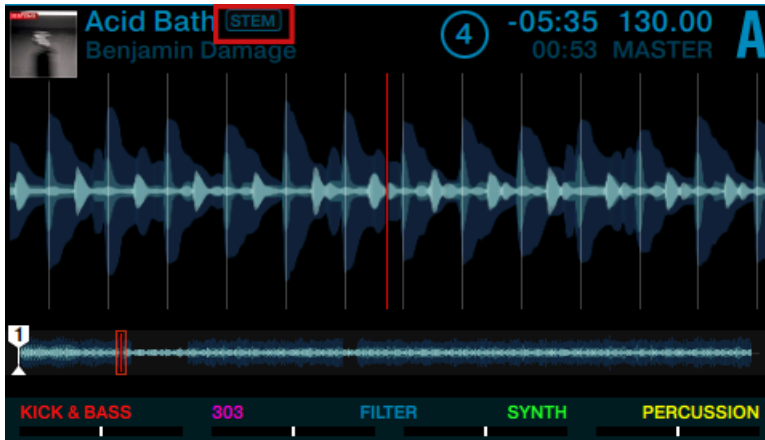 Acid Bath STEM 4 -05:35 130.00 A
Benjamin Damage 00:53 MASTER
1
KICK & BASS 303 FILTER SYNTH PERCUSSION